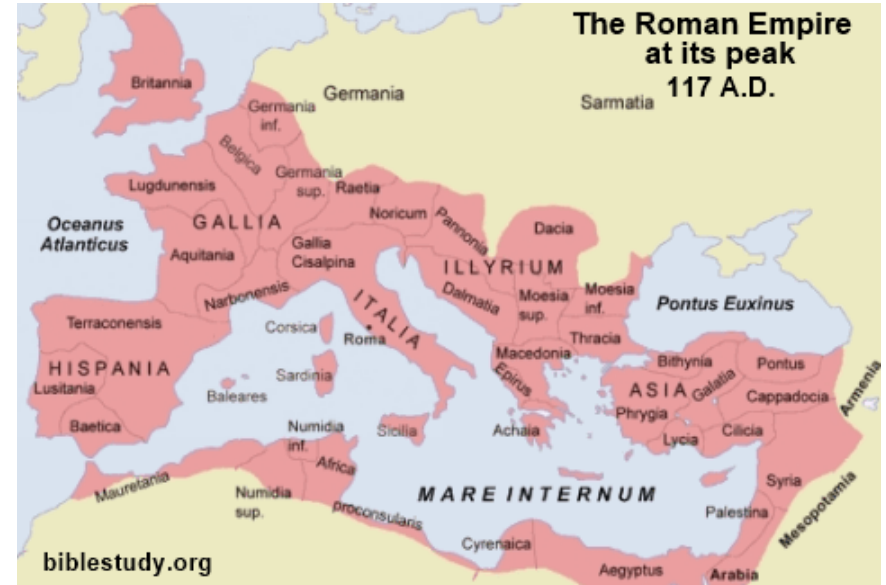 The Roman Empire
at its peak
117 A.D.
Britannia
Germania
inf.
Germania
Sarmatia
Belgica
Lugdunensis
Germania
sup.
Raetia
Noricum
Pannonia
Dacia
Oceanus
Atlanticus
GALLIA
Aquitania
Gallia
Cisalpina
ILLYRIUM
Narbonensis
ITALIA
Dalmatia
Moesia
sup.
Moesia
inf.
Pontus Euxinus
Terraconensis
Corsica
Roma
Thracia
HISPANIA
Lusitania
Baleares
Sardinia
Macedonia
Epirus
Bithynia
Pontus
ASIA
Galatia
Cappadocia
Armenia
Phrygia
Baetica
Numidia
inf.
Sicilia
Achaia
Lycia
Cilicia
Mauretania
Numidia
sup.
Africa
proconsularis
MARE INTERNUM
Syria
Palestina
Mesopotamia
Cyrenaica
Aegyptus
Arabia
biblestudy.org